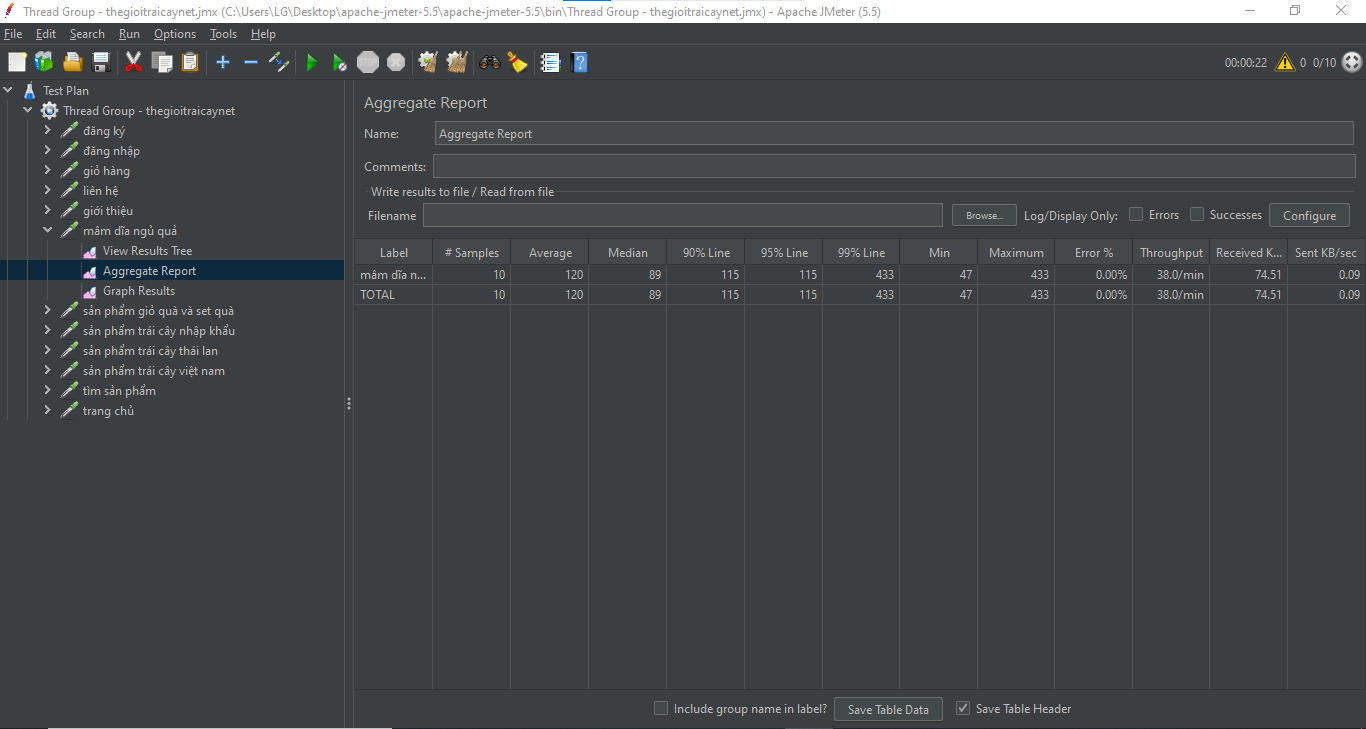 Thread Group - thegioitraicaynet.jmx (C:\Users\LG\Desktop\apache-jmeter-5.5\apache-jmeter-5.5\bin\Thread Group - thegioitraicaynet.jmx) - Apache JMeter (5.5)
File Edit Search Run Options Tools Help
STOP 00:00:22 0 0/10
Test Plan
Thread Group - thegioitraicaynet
đăng ký
đăng nhập
giỏ hàng
liên hệ
giới thiệu
mâm dĩa ngủ quả
View Results Tree
Aggregate Report
Graph Results
sản phẩm giỏ quà và set quà
sản phẩm trái cây nhập khẩu
sản phẩm trái cây thái lan
sản phẩm trái cây việt nam
tìm sản phẩm
trang chủ
Aggregate Report
Name: Aggregate Report
Comments:
Write results to file / Read from file
Filename Browse... Log/Display Only: Errors Successes Configure
Label # Samples Average Median 90% Line 95% Line 99% Line Min Maximum Error % Throughput Received K... Sent KB/sec
mâm dĩa n... 10 120 89 115 115 433 47 433 0.00% 38.0/min 74.51 0.09
TOTAL 10 120 89 115 115 433 47 433 0.00% 38.0/min 74.51 0.09
Include group name in label? Save Table Data Save Table Header